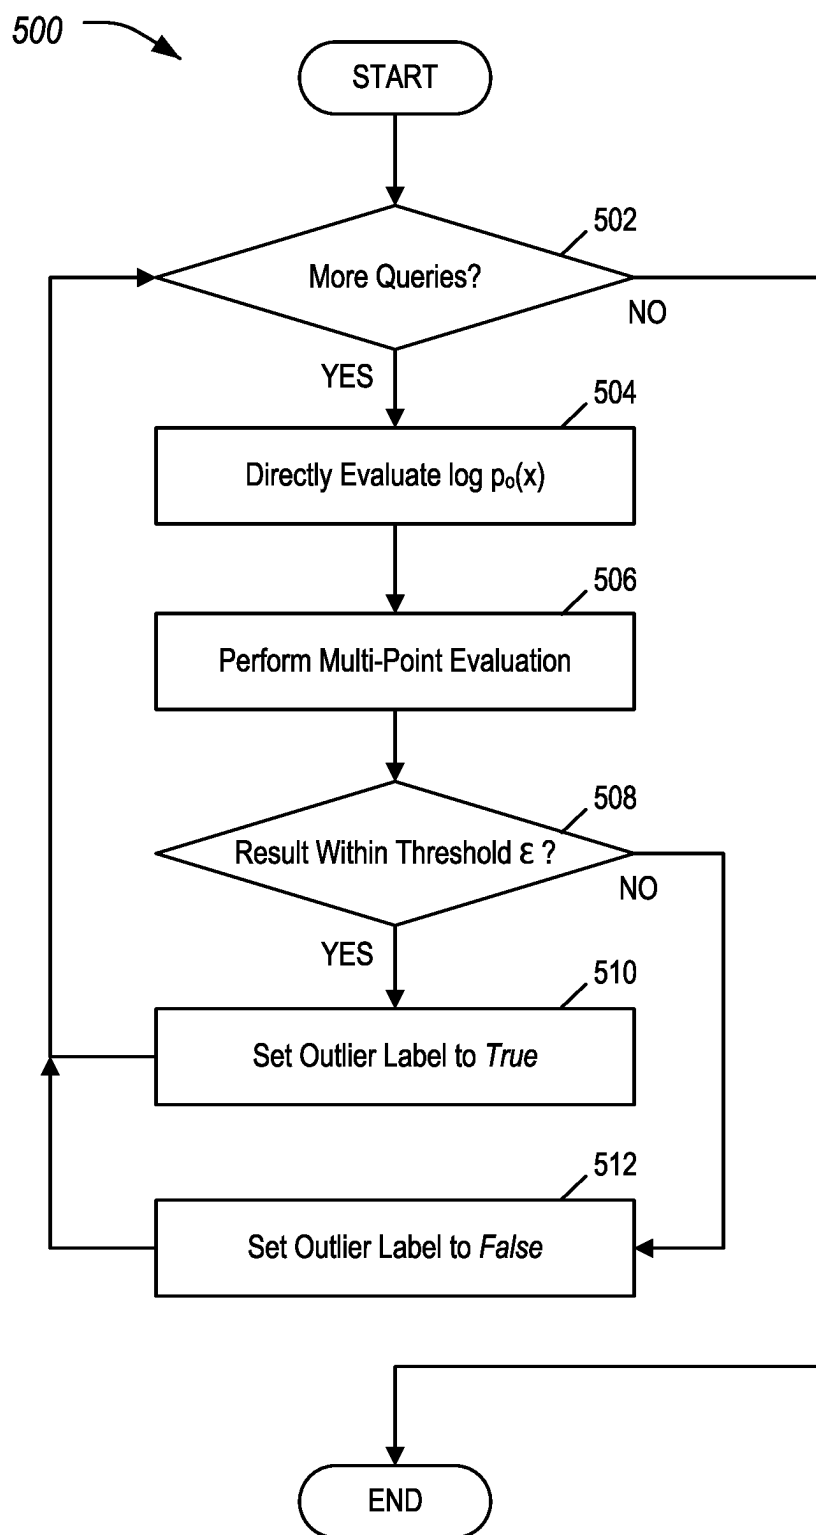 500
START
502
More Queries?
NO
YES
504
Directly Evaluate log pₒ(x)
506
Perform Multi-Point Evaluation
508
Result Within Threshold ε ?
NO
YES
510
Set Outlier Label to True
512
Set Outlier Label to False
END